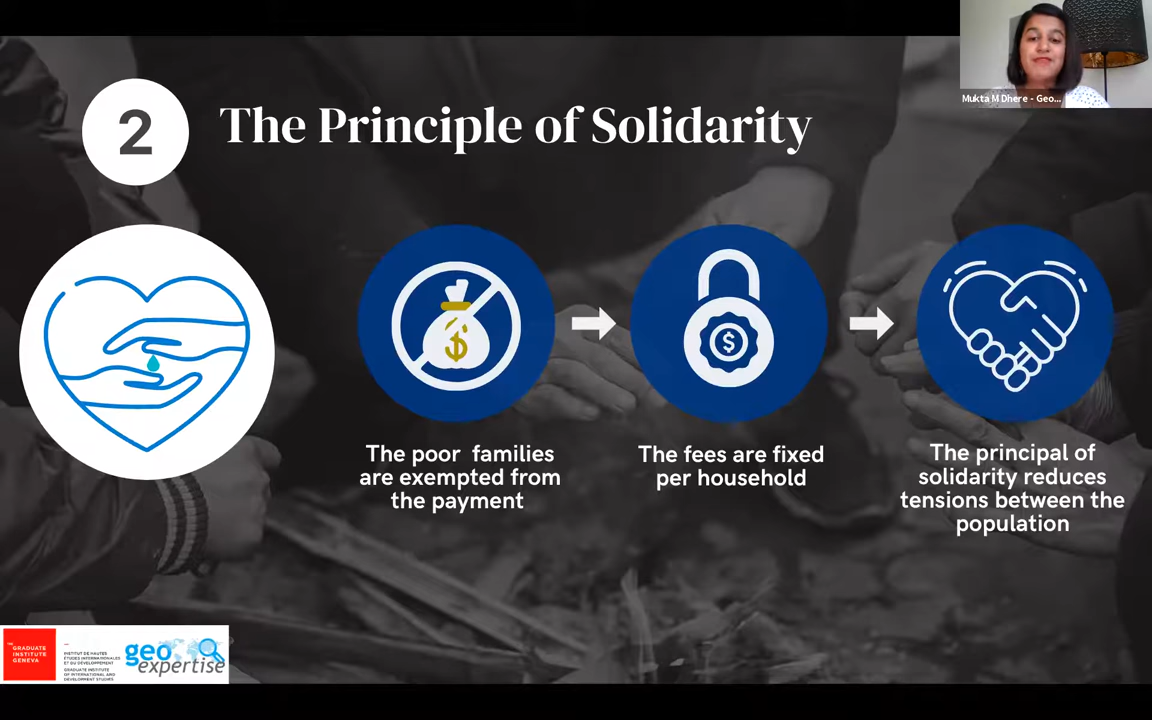 Mukta M Dhere - Geo...
2
The Principle of Solidarity
$
$
The poor families
are exempted from
the payment
The fees are fixed
per household
The principal of
solidarity reduces
tensions between the
population
THE
GRADUATE
INSTITUTE
GENEVA
INSTITUT DE HAUTES
ÉTUDES INTERNATIONALES
ET DU DÉVELOPPEMENT
GRADUATE INSTITUTE
OF INTERNATIONAL AND
DEVELOPMENT STUDIES
geo
expertise